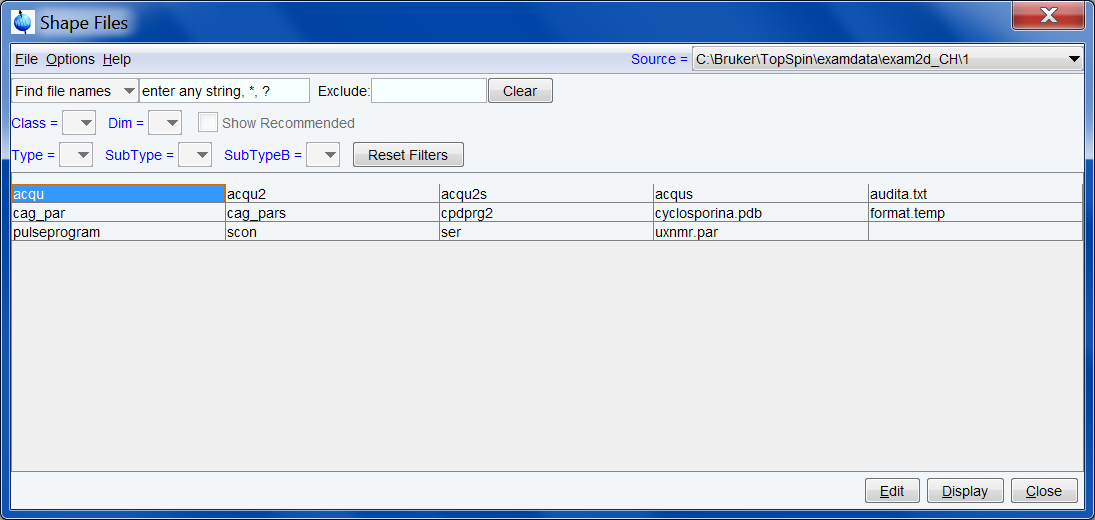 Shape Files
File Options Help Source = C:\Bruker\TopSpin\examdata\exam2d_CH\1
Find file names enter any string, *, ? Exclude: Clear
Class = Dim = Show Recommended
Type = SubType = SubTypeB = Reset Filters
acqu acqu2 acqu2s acqus audita.txt
cag_par cag_pars cpdprg2 cyclosporina.pdb format.temp
pulseprogram scon ser uxnmr.par
Edit Display Close